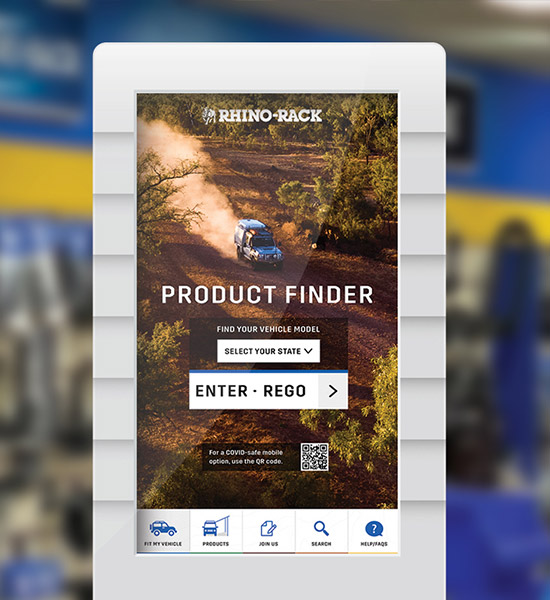 RHINO-RACK
PRODUCT FINDER
FIND YOUR VEHICLE MODEL
SELECT YOUR STATE
ENTER · REGO
For a COVID-safe mobile
option, use the QR code.
FIT MY VEHICLE
PRODUCTS
JOIN US
SEARCH
HELP/FAQS